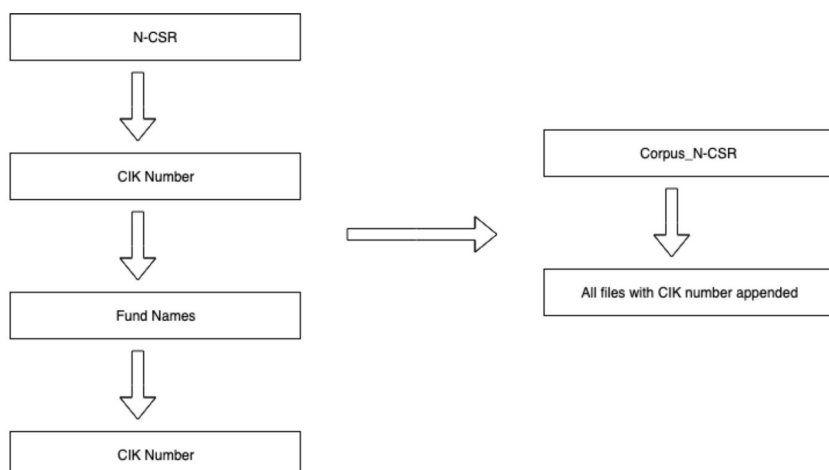 N-CSR
CIK Number
Fund Names
CIK Number
Corpus_N-CSR
All files with CIK number appended